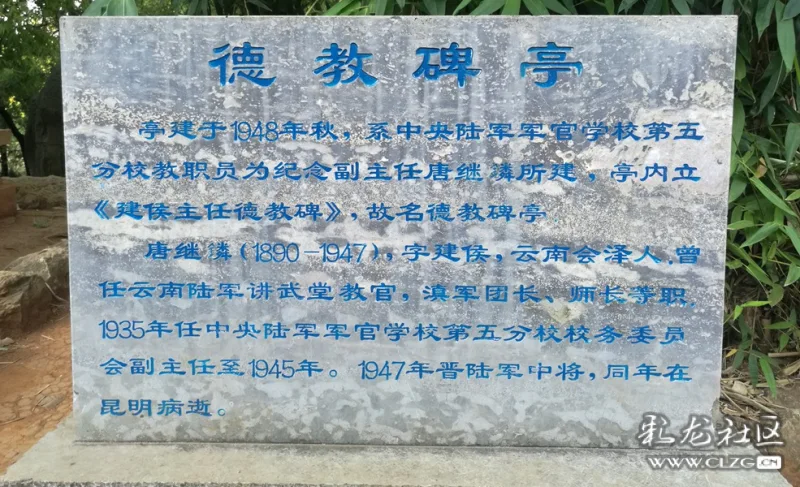 德教碑亭
亭建于1948年秋，系中央陆军军官学校第五
分校教职员为纪念副主任唐继潾所建，亭内立
《建侯主任德教碑》，故名德教碑亭
唐继潾(1890-1947)，字建侯，云南会泽人，曾
任云南陆军讲武堂教官，滇军团长、师长等职，
1935年任中央陆军军官学校第五分校校务委员
会副主任至1945年。1947年晋陆军中将，同年在
昆明病逝。
彩龙社区
WWW.CLZG.CN